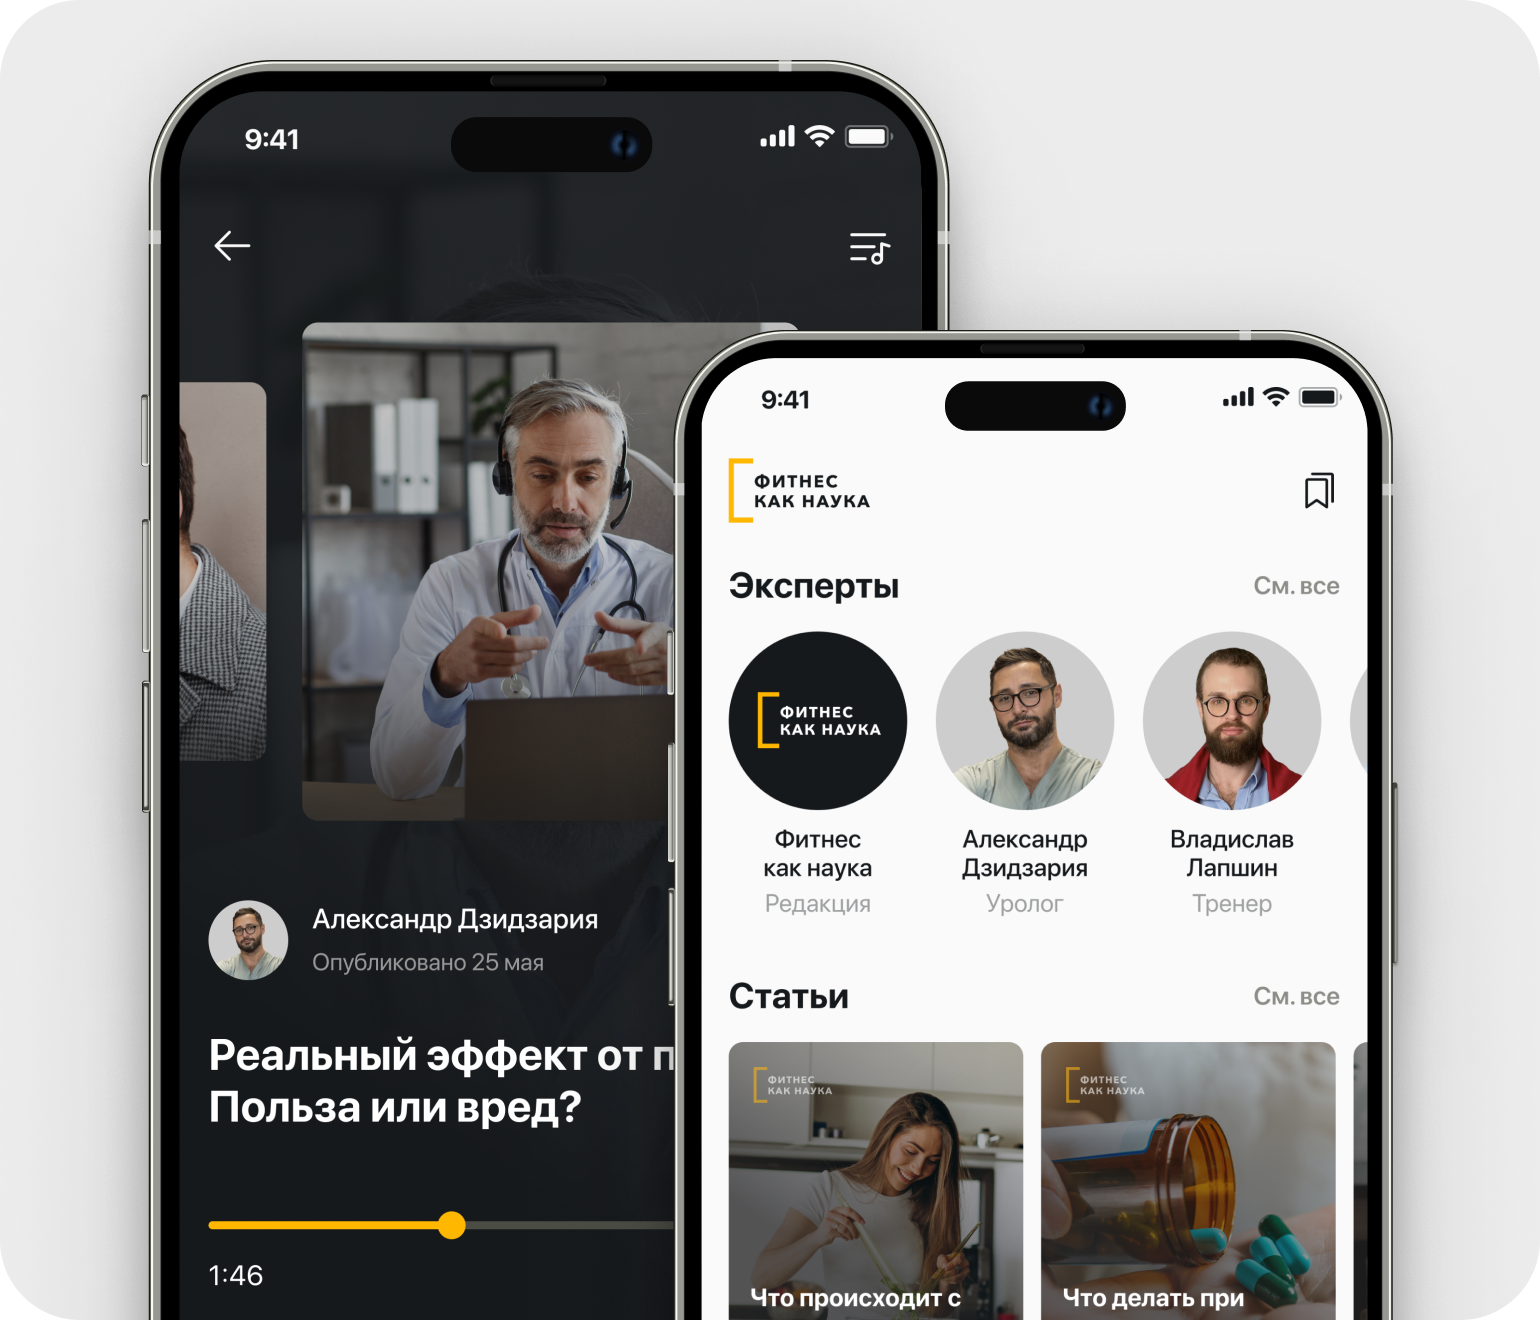 9:41
Александр Дзидзария
Опубликовано 25 мая
Реальный эффект от п
Польза или вред?
1:46
9:41
ФИТНЕС
КАК НАУКА
Эксперты
См. все
ФИТНЕС
КАК НАУКА
Фитнес
как наука
Редакция
Александр
Дзидзария
Уролог
Владислав
Лапшин
Тренер
Статьи
См. все
ФИТНЕС
КАК НАУКА
Что происходит с
ФИТНЕС
КАК НАУКА
Что делать при